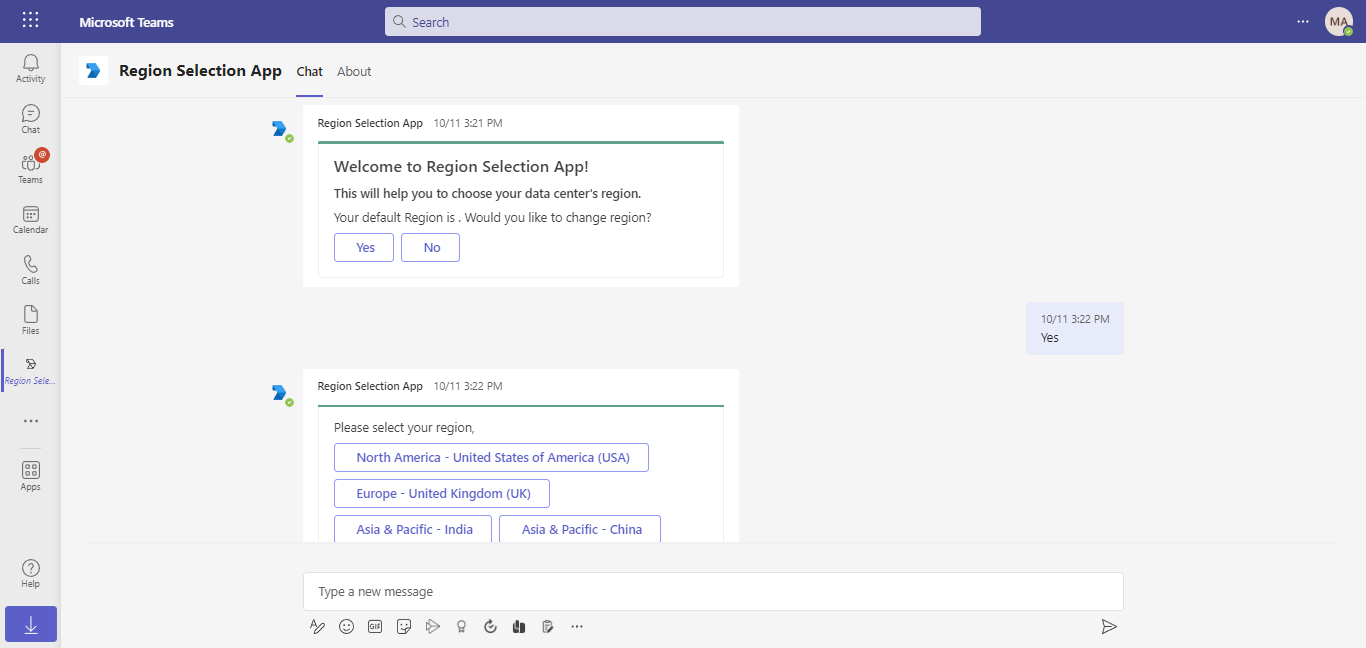 Microsoft Teams
Search
MA
Activity
Chat
@
Teams
Calendar
Calls
Files
Region Sele...
Apps
Help
Region Selection App
Chat
About
Region Selection App 10/11 3:21 PM
Welcome to Region Selection App!
This will help you to choose your data center's region.
Your default Region is . Would you like to change region?
Yes
No
10/11 3:22 PM
Yes
Region Selection App 10/11 3:22 PM
Please select your region,
North America - United States of America (USA)
Europe - United Kingdom (UK)
Asia & Pacific - India
Asia & Pacific - China
Type a new message
GIF